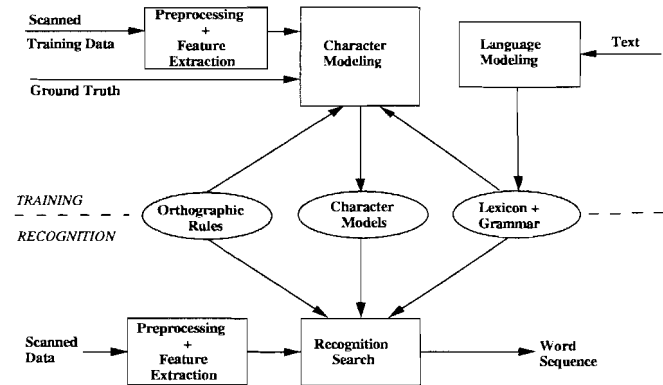 Scanned
Training Data
Preprocessing
+
Feature
Extraction
Ground Truth
Character
Modeling
Language
Modeling
Text
TRAINING
RECOGNITION
Orthographic
Rules
Character
Models
Lexicon +
Grammar
Scanned
Data
Preprocessing
+
Feature
Extraction
Recognition
Search
Word
Sequence